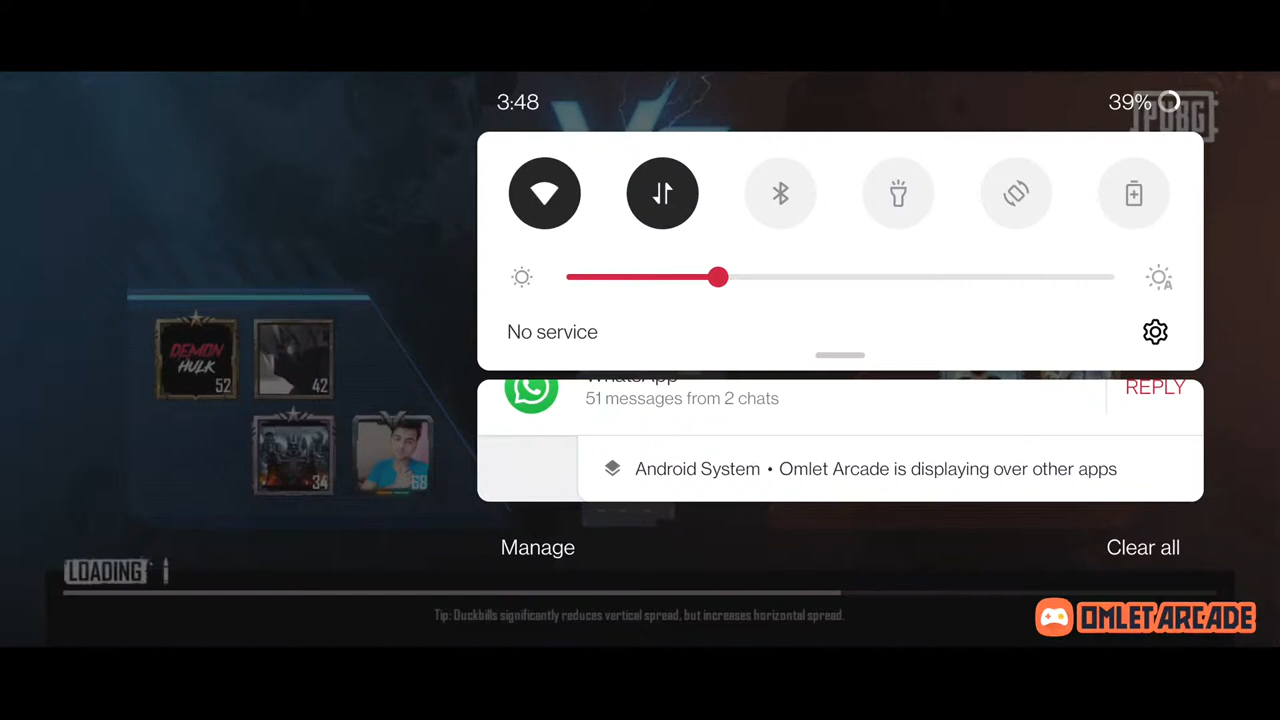 3:48
39%
PUBG
DEMON
HULK
52
42
34
68
No service
WhatsApp
51 messages from 2 chats
REPLY
Android System • Omlet Arcade is displaying over other apps
Manage
Clear all
LOADING
Tip: Duckbills significantly reduces vertical spread, but increases horizontal spread.
OMLET ARCADE